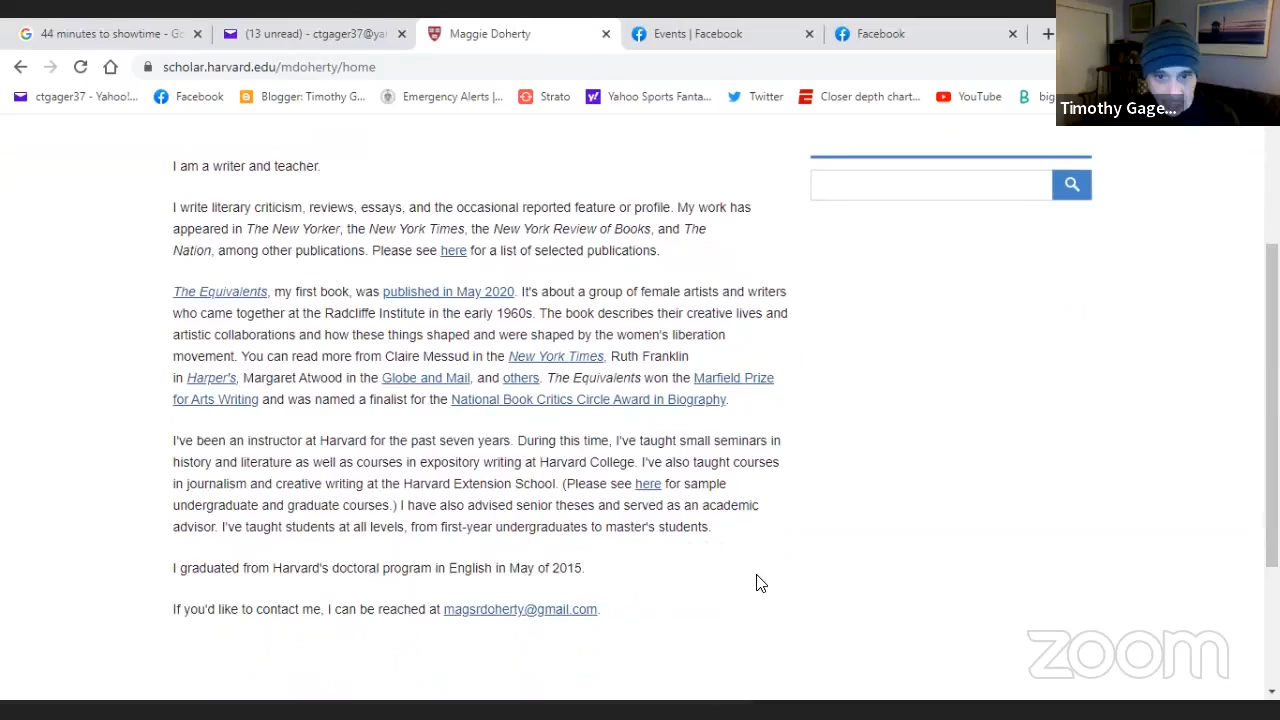 44 minutes to showtime - Go
(13 unread) - ctgager37@ya
Maggie Doherty
Events | Facebook
Facebook
scholar.harvard.edu/mdoherty/home
ctgager37 - Yahoo!...
Facebook
Blogger: Timothy G...
Emergency Alerts |...
Strato
Yahoo Sports Fanta...
Twitter
Closer depth chart...
YouTube
big
Timothy Gage...
I am a writer and teacher.
I write literary criticism, reviews, essays, and the occasional reported feature or profile. My work has
appeared in The New Yorker, the New York Times, the New York Review of Books, and The
Nation, among other publications. Please see here for a list of selected publications.
The Equivalents, my first book, was published in May 2020. It's about a group of female artists and writers
who came together at the Radcliffe Institute in the early 1960s. The book describes their creative lives and
artistic collaborations and how these things shaped and were shaped by the women's liberation
movement. You can read more from Claire Messud in the New York Times, Ruth Franklin
in Harper's, Margaret Atwood in the Globe and Mail, and others. The Equivalents won the Marfield Prize
for Arts Writing and was named a finalist for the National Book Critics Circle Award in Biography.
I've been an instructor at Harvard for the past seven years. During this time, I've taught small seminars in
history and literature as well as courses in expository writing at Harvard College. I've also taught courses
in journalism and creative writing at the Harvard Extension School. (Please see here for sample
undergraduate and graduate courses.) I have also advised senior theses and served as an academic
advisor. I've taught students at all levels, from first-year undergraduates to master's students.
I graduated from Harvard's doctoral program in English in May of 2015.
If you'd like to contact me, I can be reached at magsrdoherty@gmail.com.
zoom